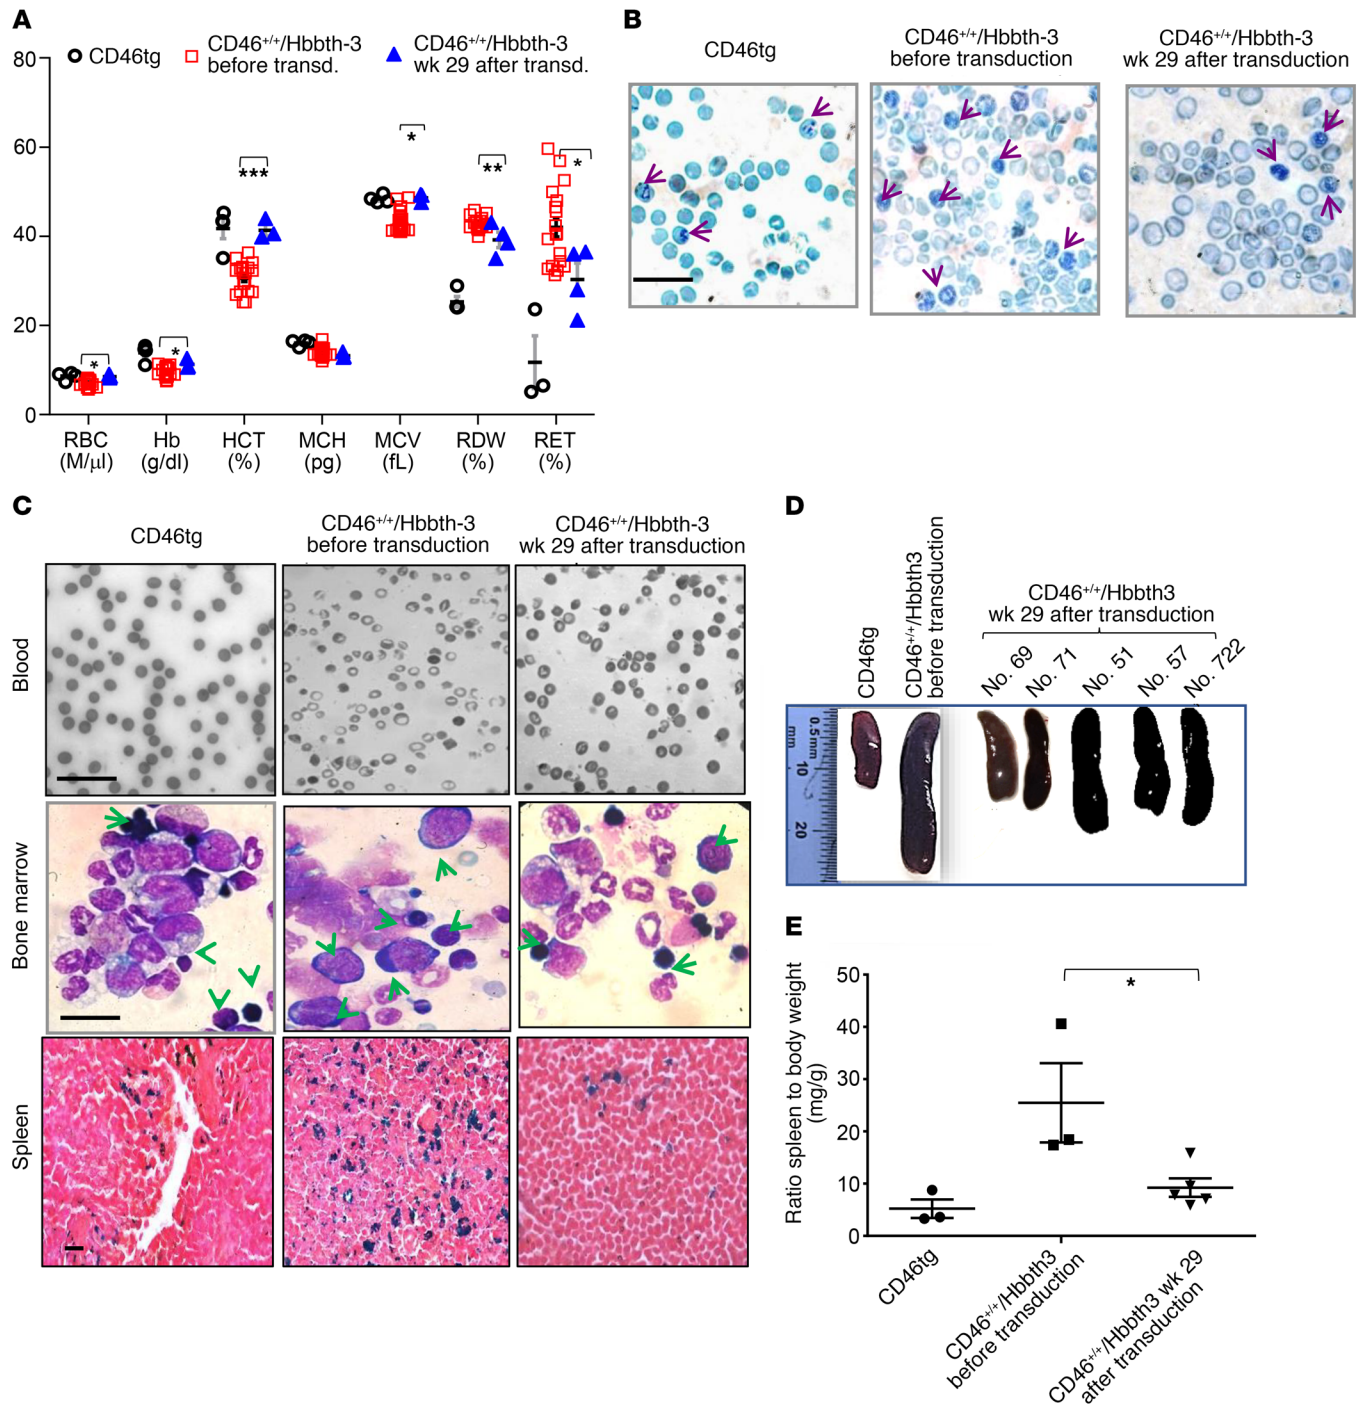 A
CD46tg
CD46+/+/Hbbth-3
before transd.
CD46+/+/Hbbth-3
wk 29 after transd.
80
60
40
20
0
*
*
***
*
**
*
RBC
(M/μl)
Hb
(g/dl)
HCT
(%)
MCH
(pg)
MCV
(fL)
RDW
(%)
RET
(%)
B
CD46tg
CD46+/+/Hbbth-3
before transduction
CD46+/+/Hbbth-3
wk 29 after transduction
C
CD46tg
CD46+/+/Hbbth-3
before transduction
CD46+/+/Hbbth-3
wk 29 after transduction
Blood
Bone marrow
Spleen
D
CD46tg
CD46+/+/Hbbth3
before transduction
CD46+/+/Hbbth3
wk 29 after transduction
No. 69
No. 71
No. 51
No. 57
No. 722
0.5 mm
mm
10
20
E
Ratio spleen to body weight
(mg/g)
50
40
30
20
10
0
*
CD46tg
CD46+/+/Hbbth3
before transduction
CD46+/+/Hbbth3 wk 29
after transduction